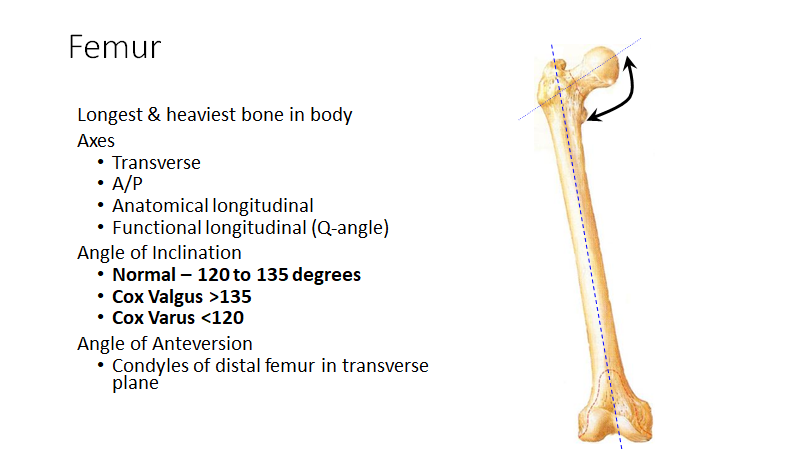 Femur
Longest & heaviest bone in body
Axes
• Transverse
• A/P
• Anatomical longitudinal
• Functional longitudinal (Q-angle)
Angle of Inclination
• Normal – 120 to 135 degrees
• Cox Valgus >135
• Cox Varus <120
Angle of Anteversion
• Condyles of distal femur in transverse
plane